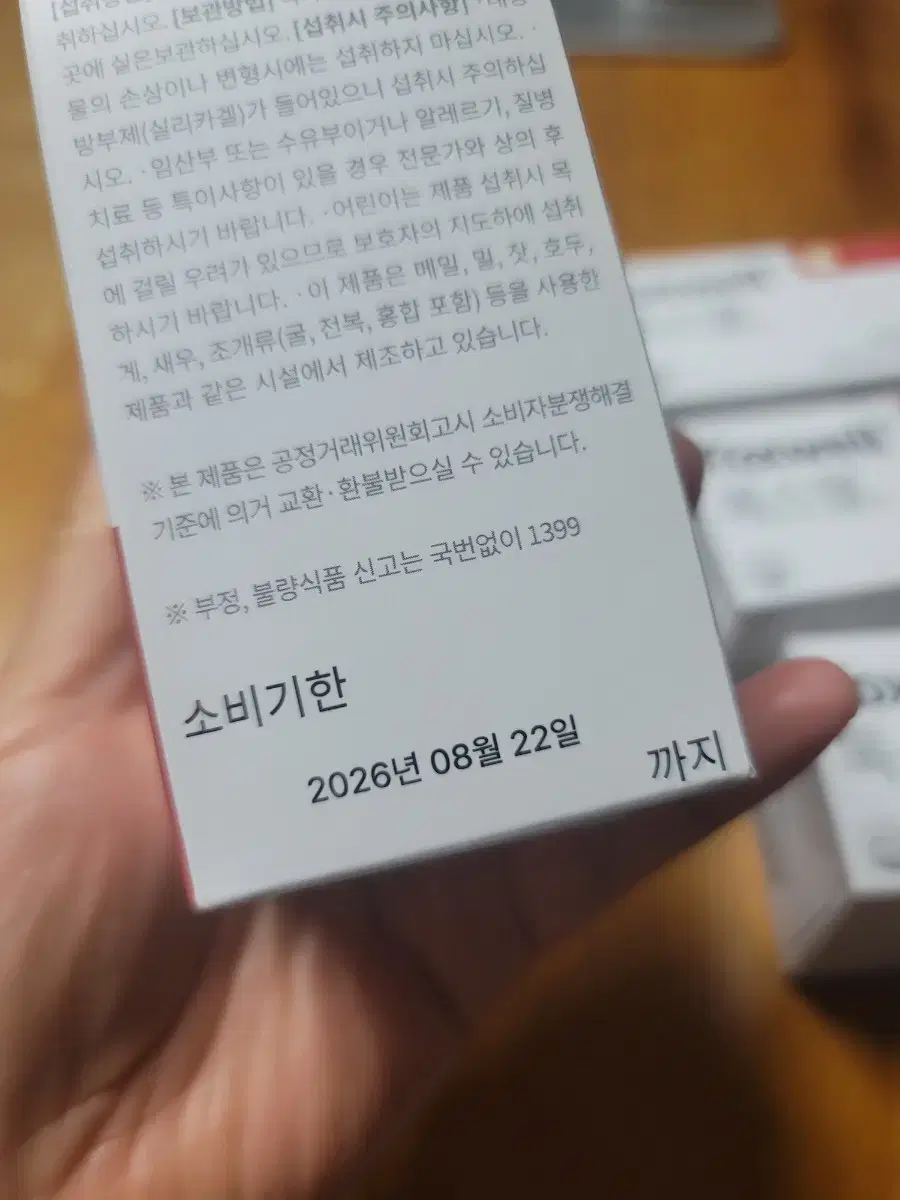 취하십시오. [보관방법]
곳에 실온보관하십시오. [섭취시 주의사항]
물의 손상이나 변형시에는 섭취하지 마십시오. ·
방부제(실리카겔)가 들어있으니 섭취시 주의하십
시오. · 임산부 또는 수유부이거나 알레르기, 질병
치료 등 특이사항이 있을 경우 전문가와 상의 후
섭취하시기 바랍니다. · 어린이는 제품 섭취시 목
에 걸릴 우려가 있으므로 보호자의 지도하에 섭취
하시기 바랍니다. · 이 제품은 메밀, 밀, 잣, 호두,
게, 새우, 조개류(굴, 전복, 홍합 포함) 등을 사용한
제품과 같은 시설에서 제조하고 있습니다.
※ 본 제품은 공정거래위원회고시 소비자분쟁해결
기준에 의거 교환·환불받으실 수 있습니다.
※ 부정, 불량식품 신고는 국번없이 1399
소비기한
2026년 08월 22일
까지